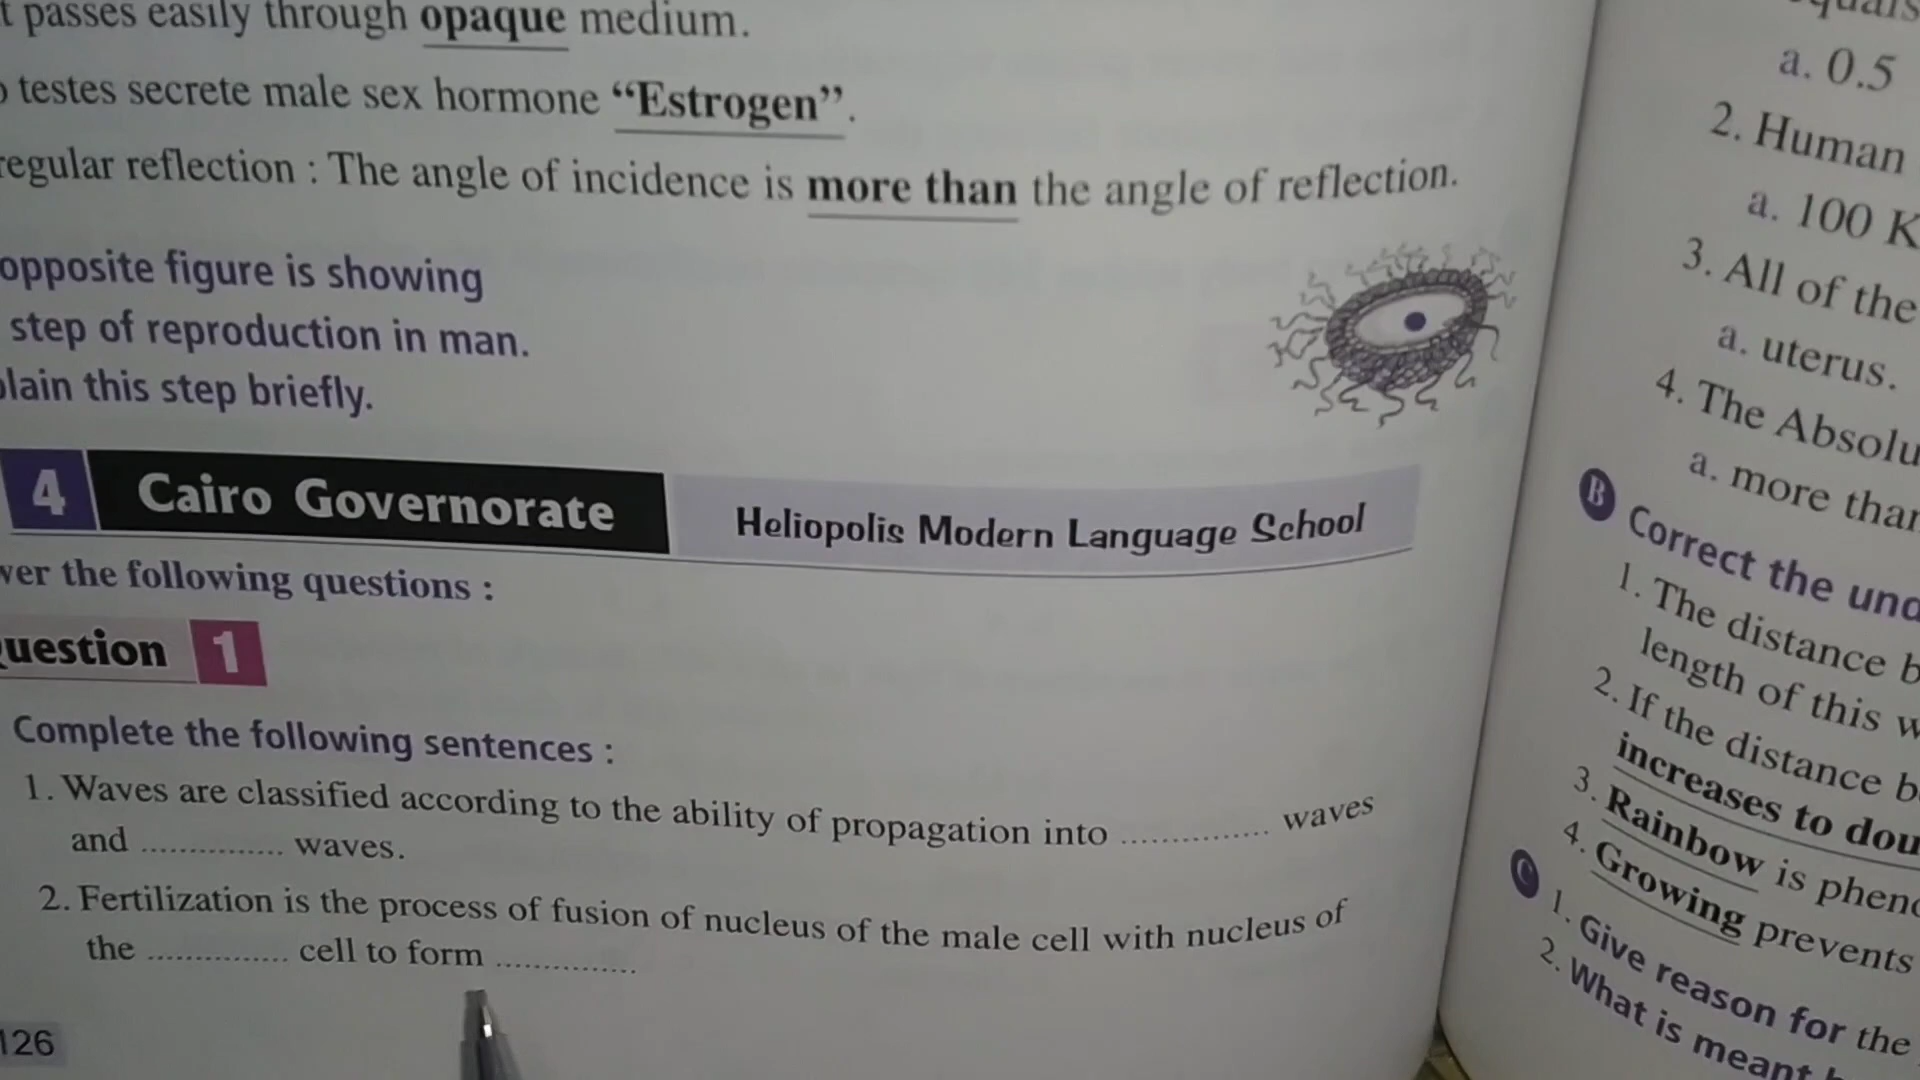 t passes easily through opaque medium.
o testes secrete male sex hormone “Estrogen”.
regular reflection : The angle of incidence is more than the angle of reflection.
opposite figure is showing
step of reproduction in man.
plain this step briefly.
4 Cairo Governorate Heliopolis Modern Language School
wer the following questions :
Question 1
Complete the following sentences :
1. Waves are classified according to the ability of propagation into .............. waves
and .............. waves.
2. Fertilization is the process of fusion of nucleus of the male cell with nucleus of
the .............. cell to form ..............
126
a. 0.5
2. Human
a. 100 K
3. All of the
a. uterus.
4. The Absolu
a. more than
B Correct the und
1. The distance b
length of this w
2. If the distance b
increases to dou
3. Rainbow is pheno
4. Growing prevents
C 1. Give reason for the
2. What is meant b